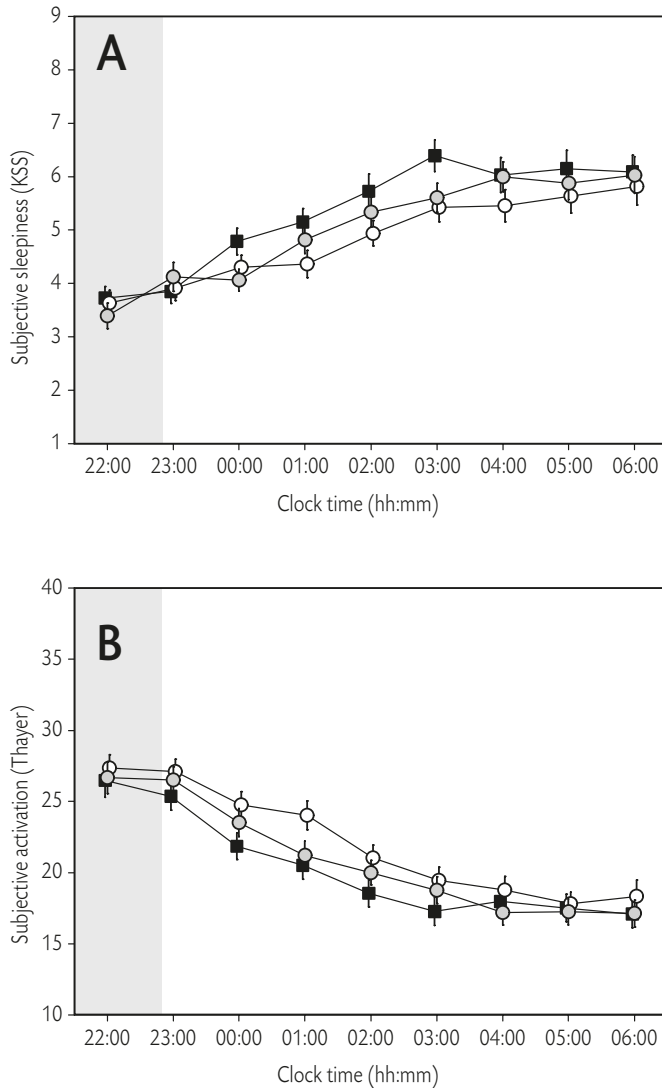 A
Subjective sleepiness (KSS)
9
8
7
6
5
4
3
2
1
22:00 23:00 00:00 01:00 02:00 03:00 04:00 05:00 06:00
Clock time (hh:mm)
B
Subjective activation (Thayer)
40
35
30
25
20
15
10
22:00 23:00 00:00 01:00 02:00 03:00 04:00 05:00 06:00
Clock time (hh:mm)